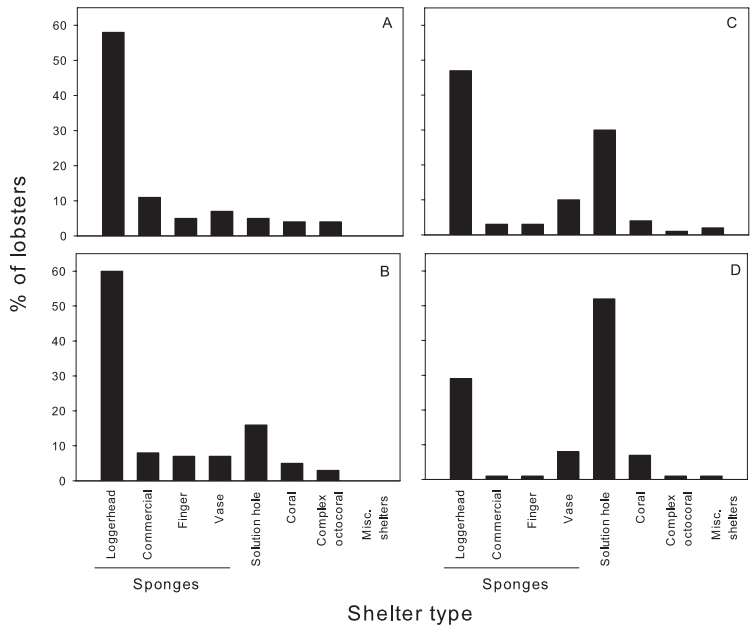 % of lobsters
A
60
50
40
30
20
10
0
C
B
60
50
40
30
20
10
0
D
Loggerhead
Commercial
Finger
Vase
Solution hole
Coral
Complex
octocoral
Misc.
shelters
Sponges
Loggerhead
Commercial
Finger
Vase
Solution hole
Coral
Complex
octocoral
Misc.
shelters
Sponges
Shelter type